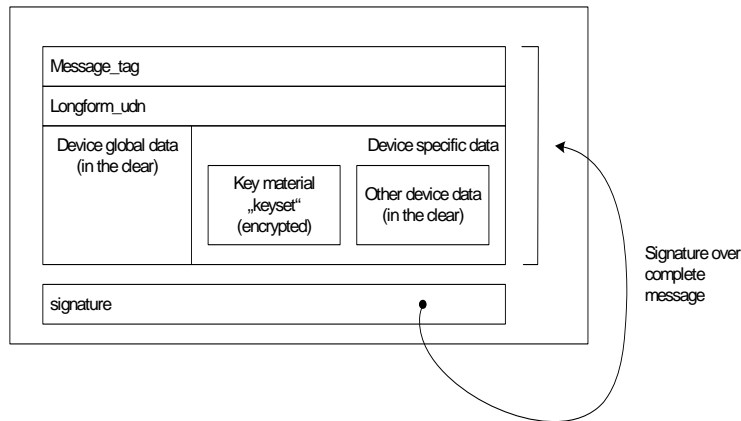 Message_tag
Longform_udn
Device global data
(in the clear)
Device specific data
Key material
„keyset“
(encrypted)
Other device data
(in the clear)
signature
Signature over
complete
message